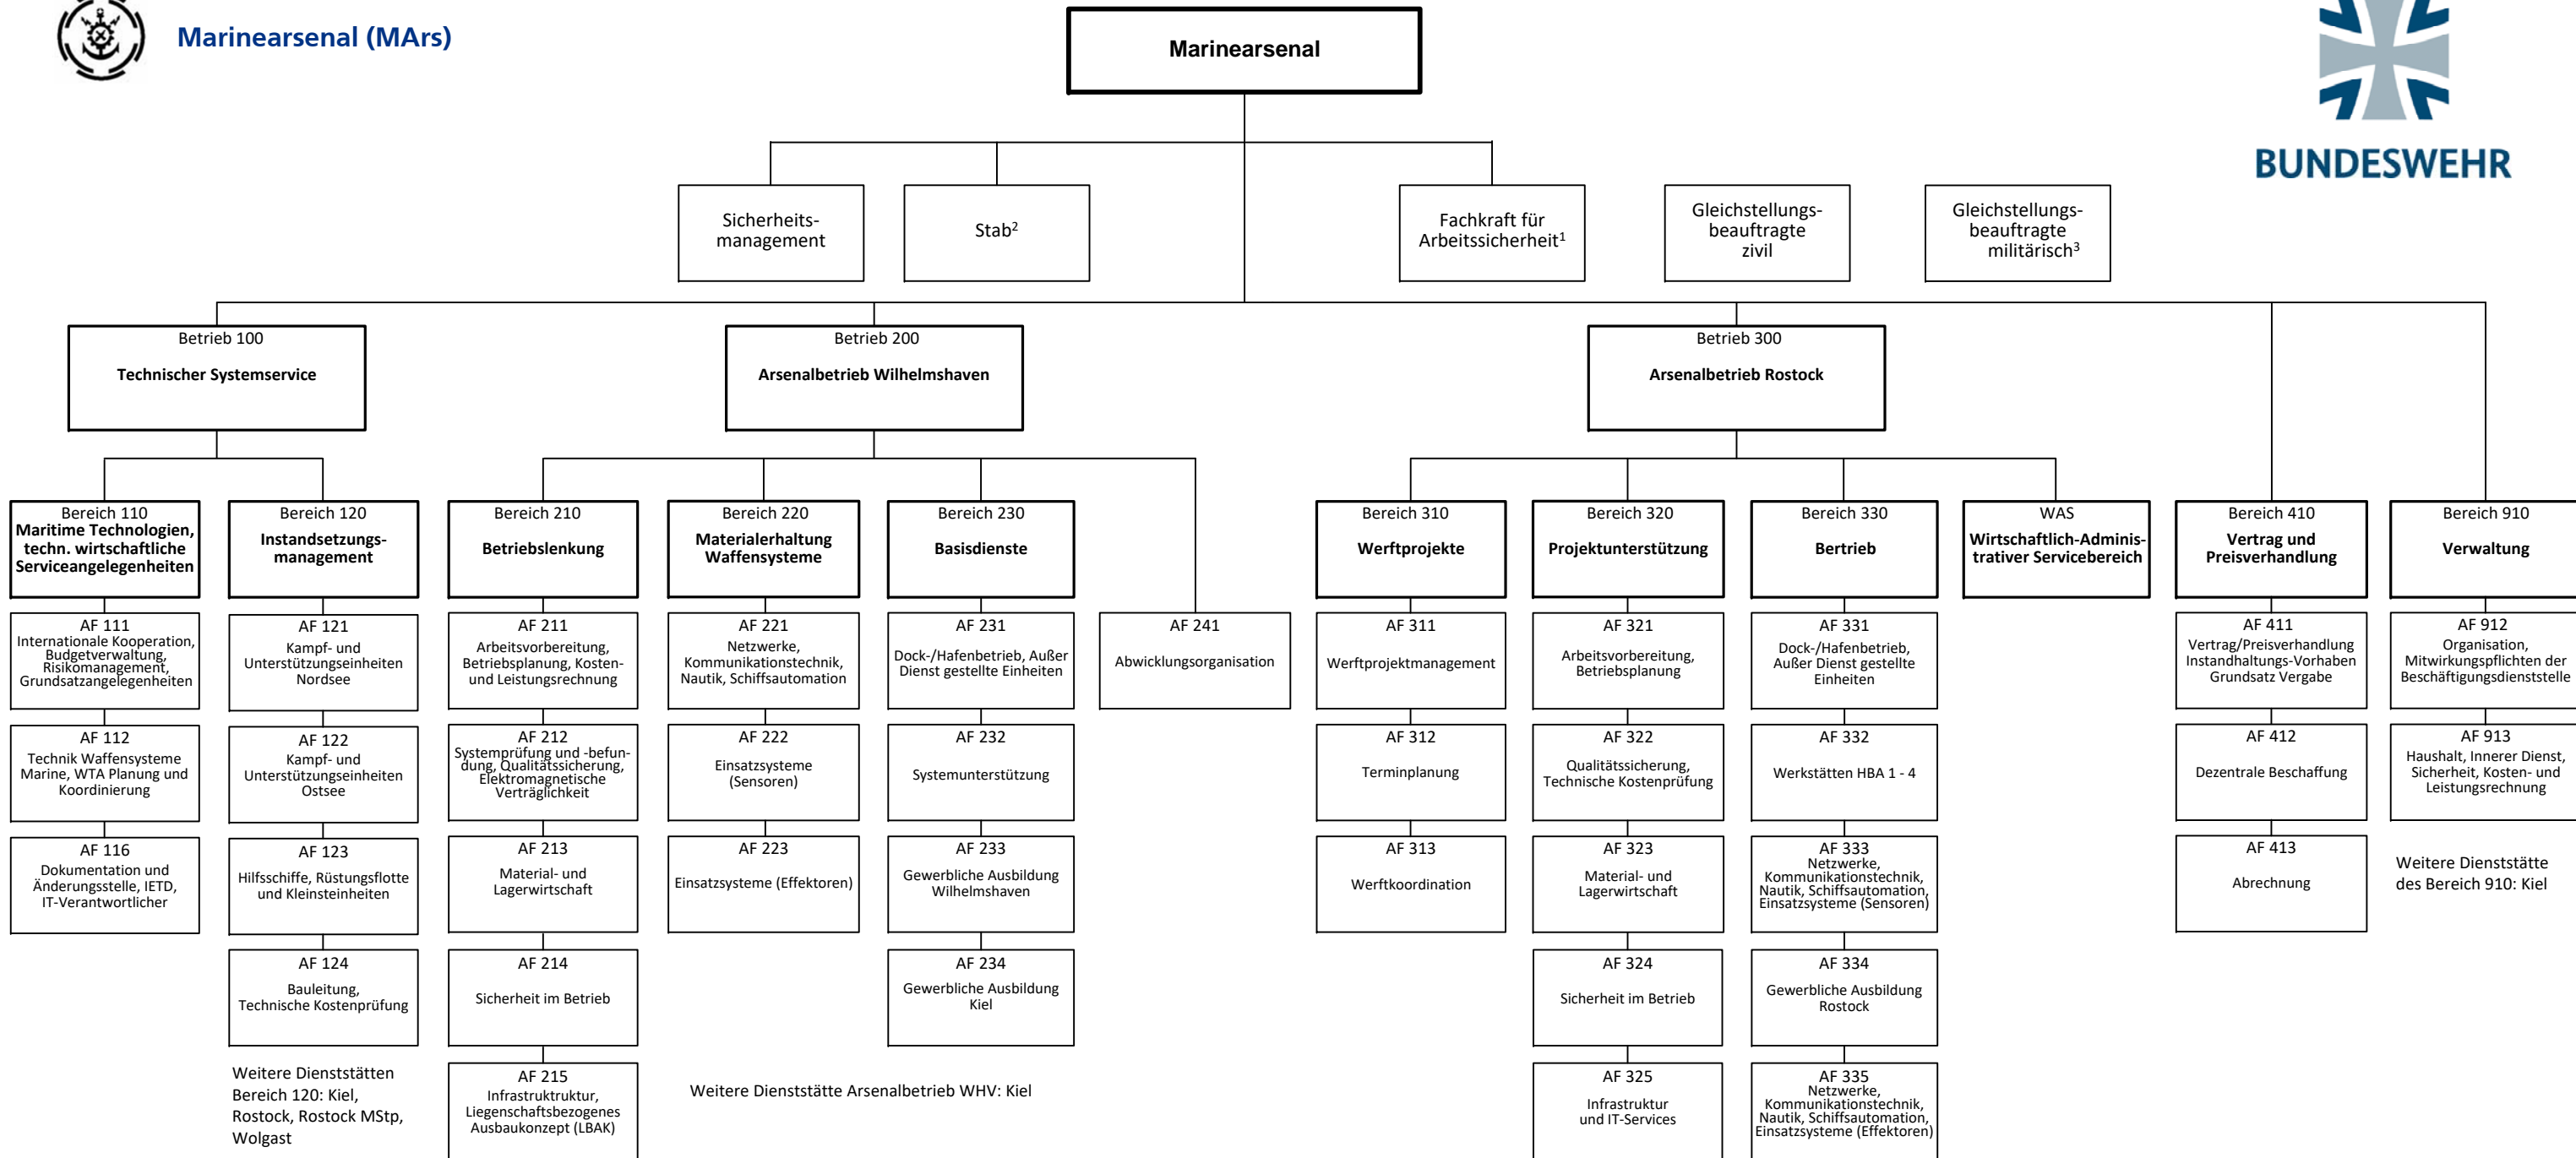 Marinearsenal (MArs)
Marinearsenal
BUNDESWEHR
Sicherheits-
management
Stab²
Fachkraft für
Arbeitssicherheit¹
Gleichstellungs-
beauftragte
zivil
Gleichstellungs-
beauftragte
militärisch³
Betrieb 100
Technischer Systemservice
Betrieb 200
Arsenalbetrieb Wilhelmshaven
Betrieb 300
Arsenalbetrieb Rostock
Bereich 110
Maritime Technologien,
techn. wirtschaftliche
Serviceangelegenheiten
Bereich 120
Instandsetzungs-
management
Bereich 210
Betriebslenkung
Bereich 220
Materialerhaltung
Waffensysteme
Bereich 230
Basisdienste
Bereich 310
Werftprojekte
Bereich 320
Projektunterstützung
Bereich 330
Bertrieb
WAS
Wirtschaftlich-Adminis-
trativer Servicebereich
Bereich 410
Vertrag und
Preisverhandlung
Bereich 910
Verwaltung
AF 111
Internationale Kooperation,
Budgetverwaltung,
Risikomanagement,
Grundsatzangelegenheiten
AF 121
Kampf- und
Unterstützungseinheiten
Nordsee
AF 211
Arbeitsvorbereitung,
Betriebsplanung, Kosten-
und Leistungsrechnung
AF 221
Netzwerke,
Kommunikationstechnik,
Nautik, Schiffsautomation
AF 231
Dock-/Hafenbetrieb, Außer
Dienst gestellte Einheiten
AF 241
Abwicklungsorganisation
AF 311
Werftprojektmanagement
AF 321
Arbeitsvorbereitung,
Betriebsplanung
AF 331
Dock-/Hafenbetrieb,
Außer Dienst gestellte
Einheiten
AF 411
Vertrag/Preisverhandlung
Instandhaltungs-Vorhaben
Grundsatz Vergabe
AF 912
Organisation,
Mitwirkungspflichten der
Beschäftigungsdienststelle
AF 112
Technik Waffensysteme
Marine, WTA Planung und
Koordinierung
AF 122
Kampf- und
Unterstützungseinheiten
Ostsee
AF 212
Systemprüfung und -befun-
dung, Qualitätssicherung,
Elektromagnetische
Verträglichkeit
AF 222
Einsatzsysteme
(Sensoren)
AF 232
Systemunterstützung
AF 312
Terminplanung
AF 322
Qualitätssicherung,
Technische Kostenprüfung
AF 332
Werkstätten HBA 1 - 4
AF 412
Dezentrale Beschaffung
AF 913
Haushalt, Innerer Dienst,
Sicherheit, Kosten- und
Leistungsrechnung
AF 116
Dokumentation und
Änderungsstelle, IETD,
IT-Verantwortlicher
AF 123
Hilfsschiffe, Rüstungsflotte
und Kleinsteinheiten
AF 213
Material- und
Lagerwirtschaft
AF 223
Einsatzsysteme (Effektoren)
AF 233
Gewerbliche Ausbildung
Wilhelmshaven
AF 313
Werftkoordination
AF 323
Material- und
Lagerwirtschaft
AF 333
Netzwerke,
Kommunikationstechnik,
Nautik, Schiffsautomation,
Einsatzsysteme (Sensoren)
AF 413
Abrechnung
Weitere Dienststätte
des Bereich 910: Kiel
AF 124
Bauleitung,
Technische Kostenprüfung
AF 214
Sicherheit im Betrieb
AF 234
Gewerbliche Ausbildung
Kiel
AF 324
Sicherheit im Betrieb
AF 334
Gewerbliche Ausbildung
Rostock
Weitere Dienststätten
Bereich 120: Kiel,
Rostock, Rostock MStp,
Wolgast
AF 215
Infrastruktruktur,
Liegenschaftsbezogenes
Ausbaukonzept (LBAK)
Weitere Dienststätte Arsenalbetrieb WHV: Kiel
AF 325
Infrastruktur
und IT-Services
AF 335
Netzwerke,
Kommunikationstechnik,
Nautik, Schiffsautomation,
Einsatzsysteme (Effektoren)